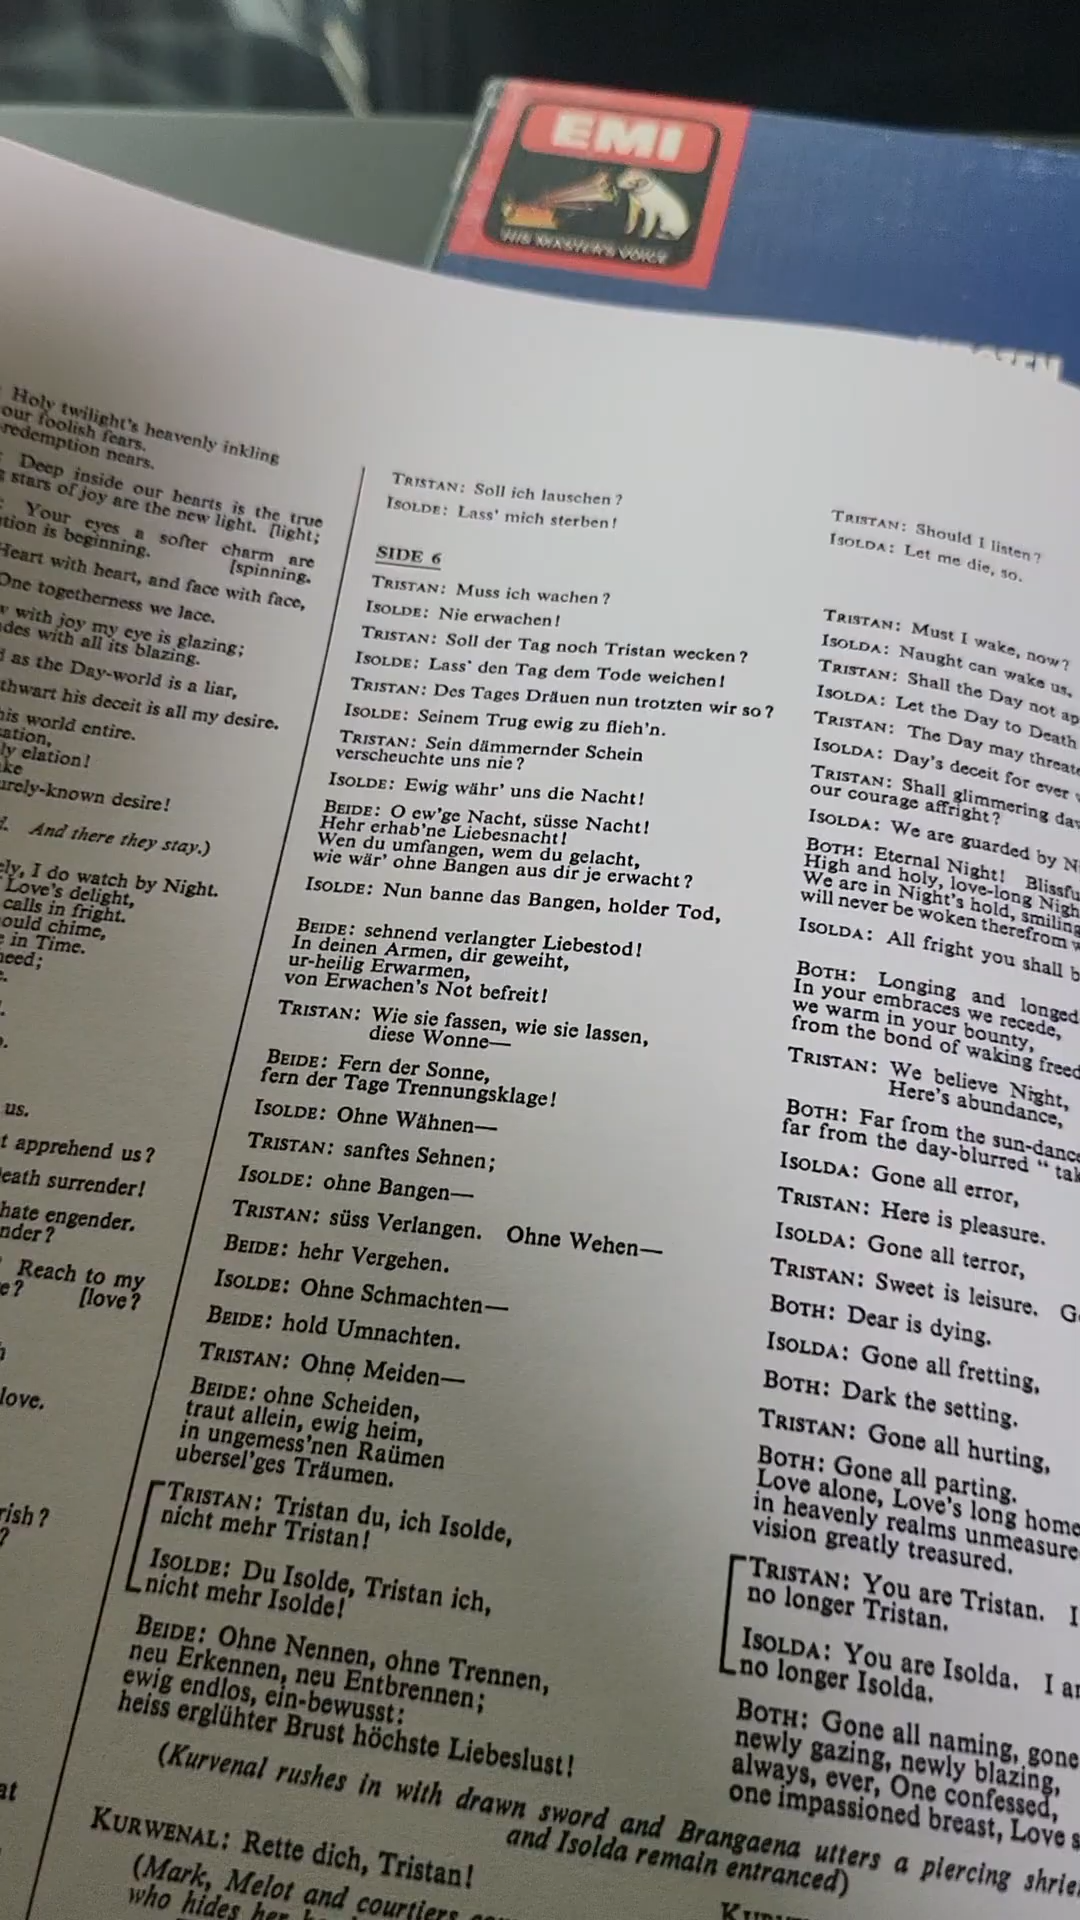 EMI
HIS MASTER'S VOICE
Holy twilight's heavenly inkling
our foolish fears.
redemption nears.
Deep inside our hearts is the true
stars of joy are the new light. [light;
Your eyes a softer charm are
tion is beginning. [spinning.
Heart with heart, and face with face,
One togetherness we lace.
with joy my eye is glazing;
des with all its blazing.
as the Day-world is a liar,
thwart his deceit is all my desire.
his world entire.
ation,
ly elation!
ke
urely-known desire!
And there they stay.)
ely, I do watch by Night.
Love's delight,
calls in fright.
ould chime,
e in Time.
need;
us.
t apprehend us?
eath surrender!
hate engender.
nder?
Reach to my
e? [love?
love.
rish?
?
at
TRISTAN: Soll ich lauschen?
ISOLDE: Lass' mich sterben!
SIDE 6
TRISTAN: Muss ich wachen?
ISOLDE: Nie erwachen!
TRISTAN: Soll der Tag noch Tristan wecken?
ISOLDE: Lass' den Tag dem Tode weichen!
TRISTAN: Des Tages Dräuen nun trotzten wir so?
ISOLDE: Seinem Trug ewig zu flieh'n.
TRISTAN: Sein dämmernder Schein
verscheuchte uns nie?
ISOLDE: Ewig währ' uns die Nacht!
BEIDE: O ew'ge Nacht, süsse Nacht!
Hehr erhab'ne Liebesnacht!
Wen du umfangen, wem du gelacht,
wie wär' ohne Bangen aus dir je erwacht?
ISOLDE: Nun banne das Bangen, holder Tod,
BEIDE: sehnend verlangter Liebestod!
In deinen Armen, dir geweiht,
ur-heilig Erwarmen,
von Erwachen's Not befreit!
TRISTAN: Wie sie fassen, wie sie lassen,
diese Wonne—
BEIDE: Fern der Sonne,
fern der Tage Trennungsklage!
ISOLDE: Ohne Wähnen—
TRISTAN: sanftes Sehnen;
ISOLDE: ohne Bangen—
TRISTAN: süss Verlangen. Ohne Wehen—
BEIDE: hehr Vergehen.
ISOLDE: Ohne Schmachten—
BEIDE: hold Umnachten.
TRISTAN: Ohne Meiden—
BEIDE: ohne Scheiden,
traut allein, ewig heim,
in ungemess'nen Raümen
ubersel'ges Träumen.
TRISTAN: Tristan du, ich Isolde,
nicht mehr Tristan!
ISOLDE: Du Isolde, Tristan ich,
nicht mehr Isolde!
BEIDE: Ohne Nennen, ohne Trennen,
neu Erkennen, neu Entbrennen;
ewig endlos, ein-bewusst:
heiss erglühter Brust höchste Liebeslust!
(Kurvenal rushes in with drawn sword and Brangaena utters a piercing shrie
and Isolda remain entranced)
KURWENAL: Rette dich, Tristan!
(Mark, Melot and courtiers
who hides her
TRISTAN: Should I listen?
ISOLDA: Let me die, so.
TRISTAN: Must I wake, now?
ISOLDA: Naught can wake us,
TRISTAN: Shall the Day not ap
ISOLDA: Let the Day to Death
TRISTAN: The Day may threate
ISOLDA: Day's deceit for ever
TRISTAN: Shall glimmering da
our courage affright?
ISOLDA: We are guarded by N
BOTH: Eternal Night! Blissfu
High and holy, love-long Nigh
We are in Night's hold, smiling
will never be woken therefrom
ISOLDA: All fright you shall b
BOTH: Longing and longed
In your embraces we recede,
we warm in your bounty,
from the bond of waking freed
TRISTAN: We believe Night,
Here's abundance,
BOTH: Far from the sun-dance
far from the day-blurred "tak
ISOLDA: Gone all error,
TRISTAN: Here is pleasure.
ISOLDA: Gone all terror,
TRISTAN: Sweet is leisure. G
BOTH: Dear is dying.
ISOLDA: Gone all fretting,
BOTH: Dark the setting.
TRISTAN: Gone all hurting,
BOTH: Gone all parting.
Love alone, Love's long home
in heavenly realms unmeasure
vision greatly treasured.
TRISTAN: You are Tristan. I
no longer Tristan.
ISOLDA: You are Isolda. I a
no longer Isolda.
BOTH: Gone all naming, gone
newly gazing, newly blazing,
always, ever, One confessed,
one impassioned breast, Love s